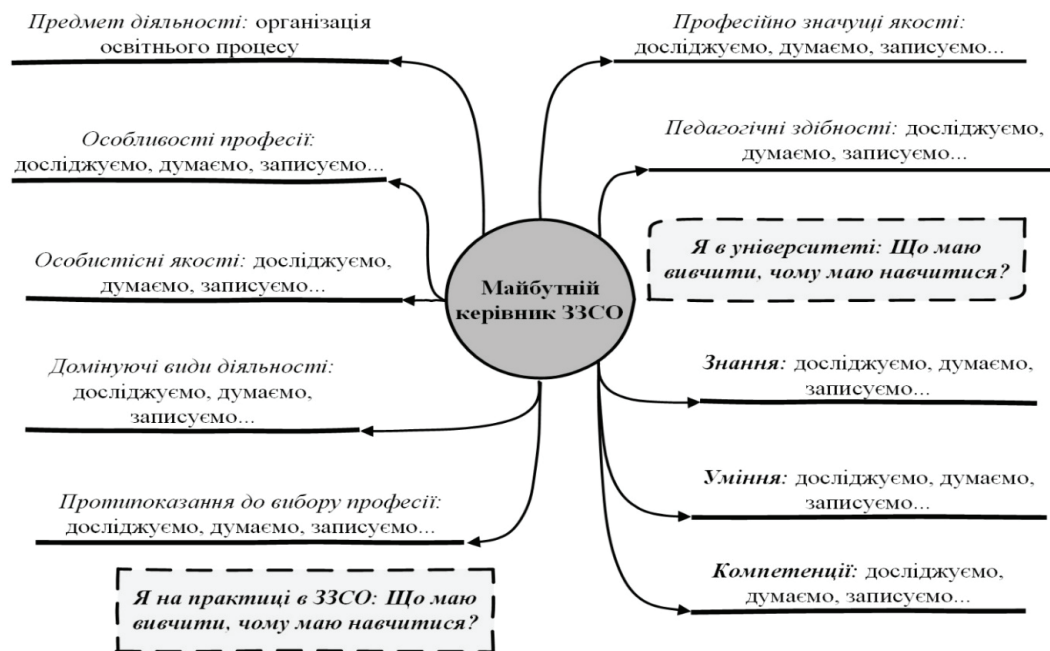 Предмет діяльності: організація
освітнього процесу
Особливості професії:
досліджуємо, думаємо, записуємо...
Особистісні якості: досліджуємо,
думаємо, записуємо...
Домінуючі види діяльності:
досліджуємо, думаємо,
записуємо...
Протипоказання до вибору професії:
досліджуємо, думаємо, записуємо...
Я на практиці в ЗЗСО: Що маю
вивчити, чому маю навчитися?
Майбутній
керівник ЗЗСО
Професійно значущі якості:
досліджуємо, думаємо, записуємо...
Педагогічні здібності: досліджуємо,
думаємо, записуємо...
Я в університеті: Що маю
вивчити, чому маю навчитися?
Знання: досліджуємо, думаємо,
записуємо...
Уміння: досліджуємо, думаємо,
записуємо...
Компетенції: досліджуємо,
думаємо, записуємо...